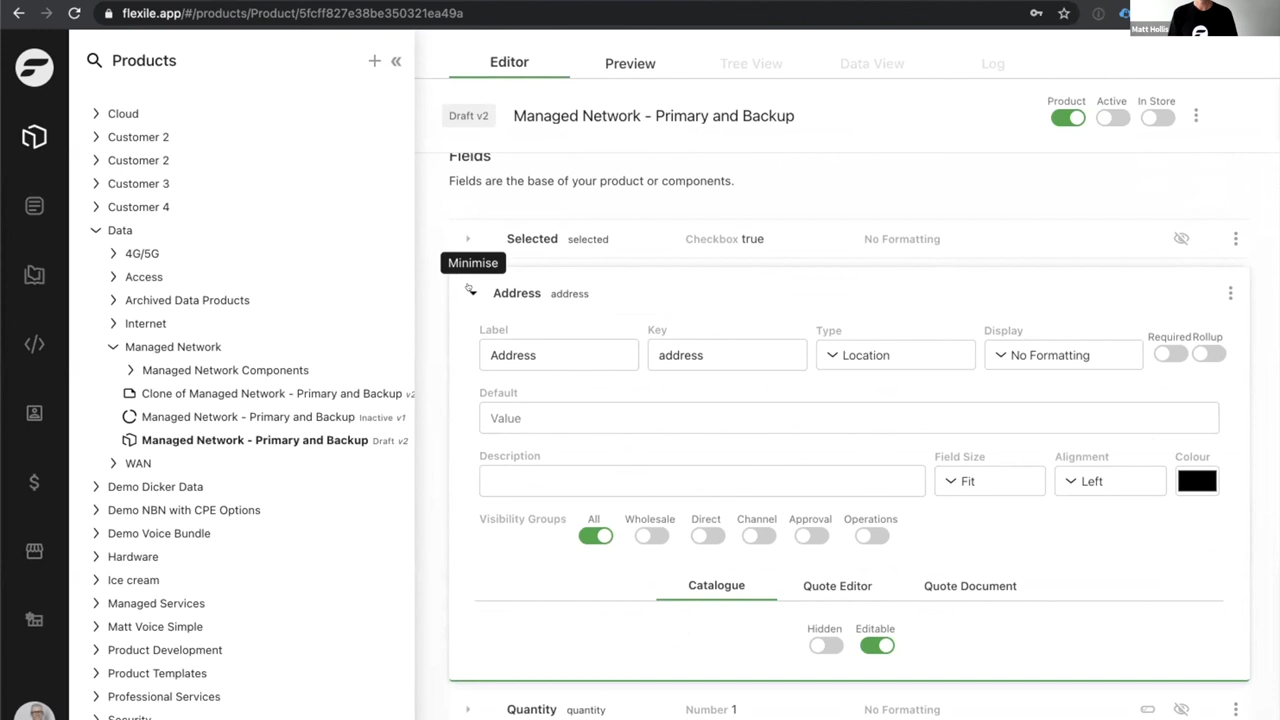 flexile.app/#/products/Product/5fcff827e38be350321ea49a
Matt Hollis
Products
Cloud
Customer 2
Customer 2
Customer 3
Customer 4
Data
4G/5G
Access
Archived Data Products
Internet
Managed Network
Managed Network Components
Clone of Managed Network - Primary and Backup v2
Managed Network - Primary and Backup Inactive v1
Managed Network - Primary and Backup Draft v2
WAN
Demo Dicker Data
Demo NBN with CPE Options
Demo Voice Bundle
Hardware
Ice cream
Managed Services
Matt Voice Simple
Product Development
Product Templates
Professional Services
Security
Editor Preview Tree View Data View Log
Draft v2 Managed Network - Primary and Backup
Product Active In Store
Fields
Fields are the base of your product or components.
Selected selected Checkbox true No Formatting
Minimise
Address address
Label Key Type Display Required Rollup
Address address Location No Formatting
Default
Value
Description Field Size Alignment Colour
Fit Left
Visibility Groups All Wholesale Direct Channel Approval Operations
Catalogue Quote Editor Quote Document
Hidden Editable
Quantity quantity Number 1 No Formatting